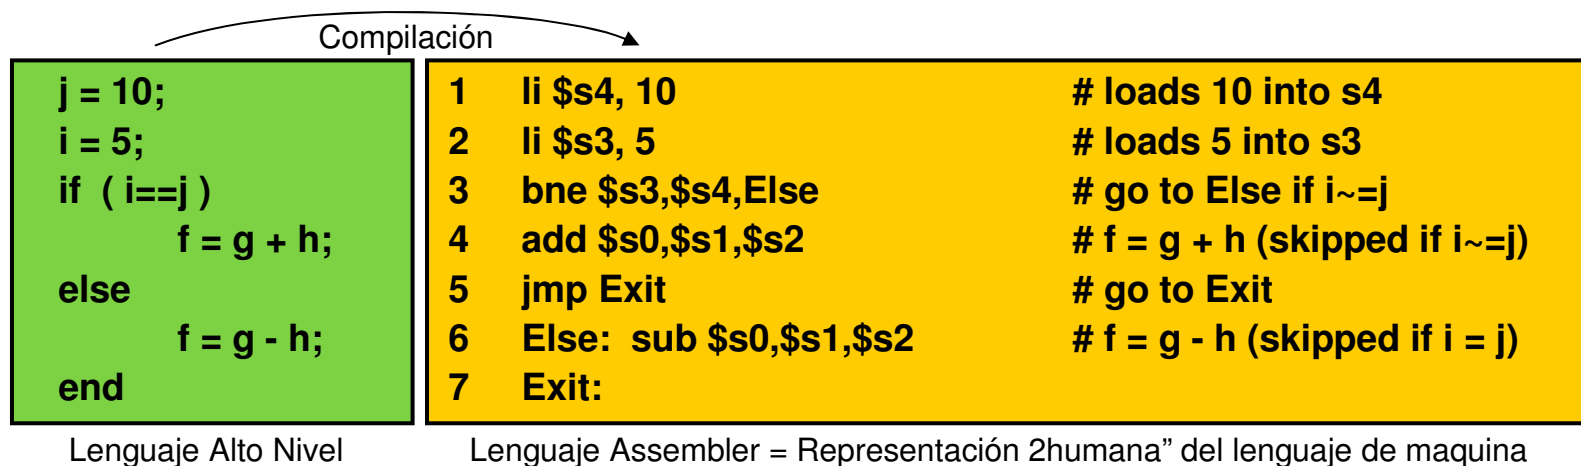 Compilación
j = 10;
i = 5;
if ( i==j )
f = g + h;
else
f = g - h;
end
1 li $s4, 10 # loads 10 into s4
2 li $s3, 5 # loads 5 into s3
3 bne $s3,$s4,Else # go to Else if i~=j
4 add $s0,$s1,$s2 # f = g + h (skipped if i~=j)
5 jmp Exit # go to Exit
6 Else: sub $s0,$s1,$s2 # f = g - h (skipped if i = j)
7 Exit:
Lenguaje Alto Nivel
Lenguaje Assembler = Representación 2humana” del lenguaje de maquina